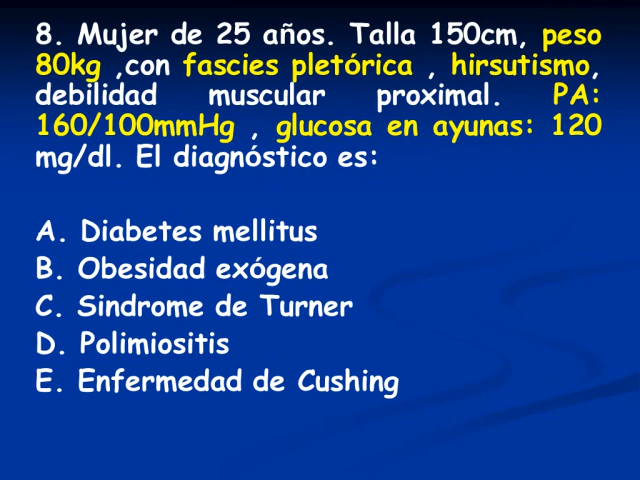 8. Mujer de 25 años. Talla 150cm, peso
80kg ,con fascies pletórica , hirsutismo,
debilidad muscular proximal. PA:
160/100mmHg , glucosa en ayunas: 120
mg/dl. El diagnóstico es:
A. Diabetes mellitus
B. Obesidad exógena
C. Sindrome de Turner
D. Polimiositis
E. Enfermedad de Cushing